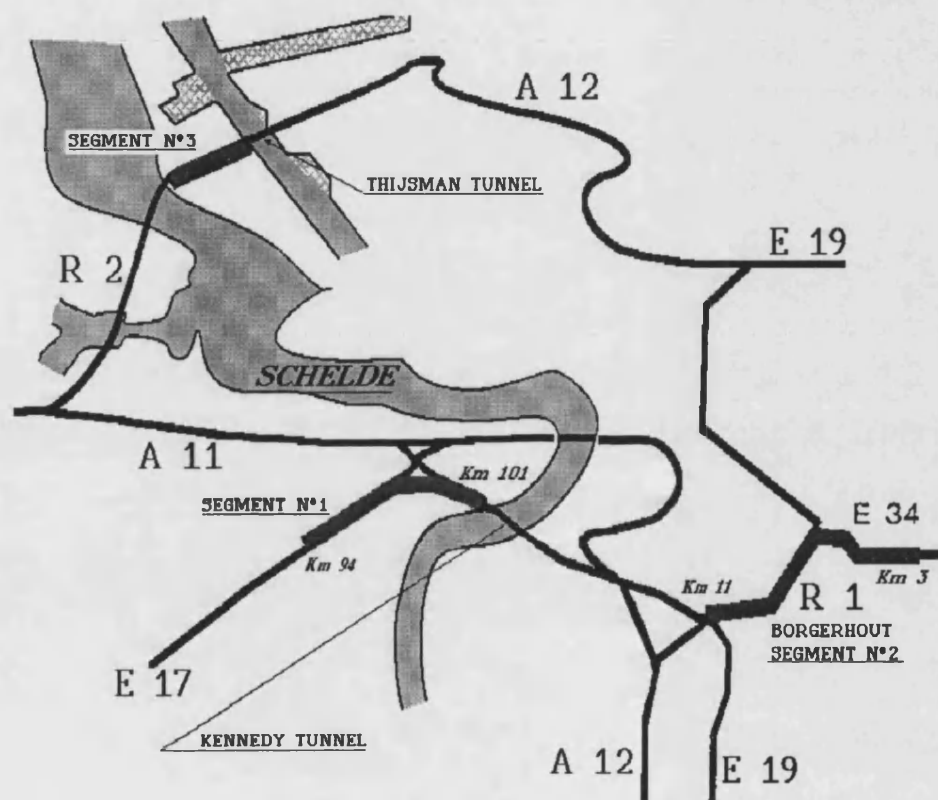 A 12
SEGMENT N°3
THIJSMAN TUNNEL
E 19
R 2
SCHELDE
A 11
Km 101
SEGMENT N°1
E 34
Km 94
Km 11
Km 3
R 1
BORGERHOUT
SEGMENT N°2
E 17
KENNEDY TUNNEL
A 12
E 19